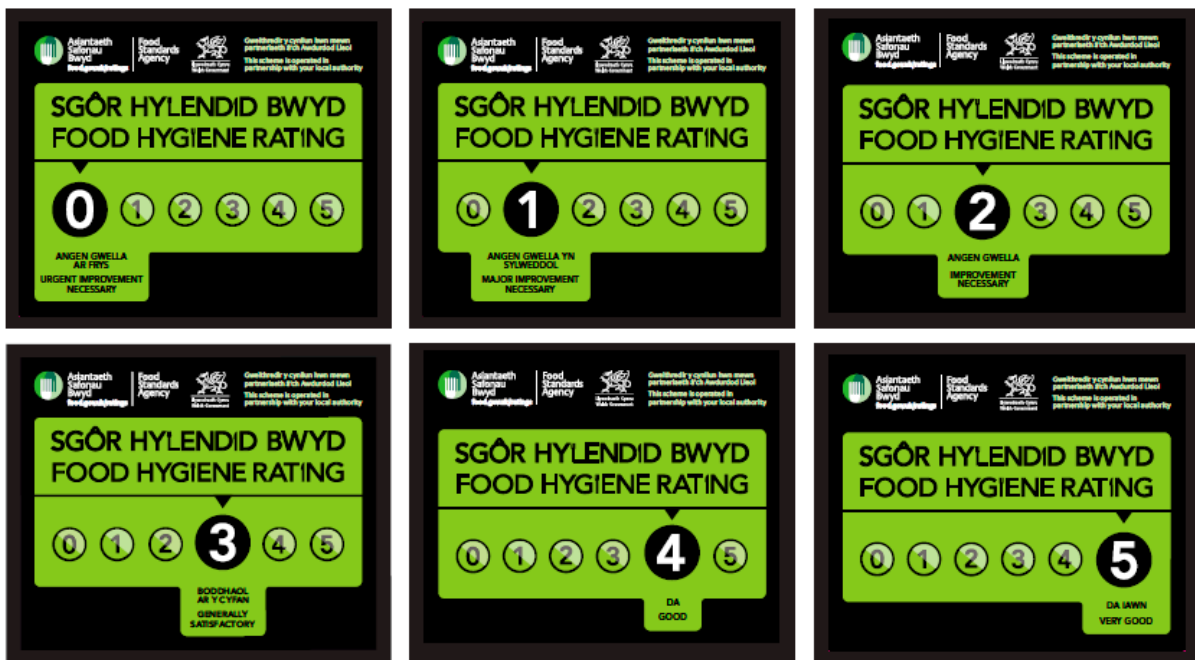 Asiantaeth
Safonau
Bwyd
Food
Standards
Agency
Gweithredir y cynllun hwn mewn
partneriaeth â'ch Awdurdod Lleol
This scheme is operated in
partnership with your local authority
SGÔR HYLENDID BWYD
FOOD HYGIENE RATING
0 1 2 3 4 5
ANGEN GWELLA
AR FRYS
URGENT IMPROVEMENT
NECESSARY
Asiantaeth
Safonau
Bwyd
Food
Standards
Agency
Gweithredir y cynllun hwn mewn
partneriaeth â'ch Awdurdod Lleol
This scheme is operated in
partnership with your local authority
SGÔR HYLENDID BWYD
FOOD HYGIENE RATING
0 1 2 3 4 5
ANGEN GWELLA YN
SYLWEDDOL
MAJOR IMPROVEMENT
NECESSARY
Asiantaeth
Safonau
Bwyd
Food
Standards
Agency
Gweithredir y cynllun hwn mewn
partneriaeth â'ch Awdurdod Lleol
This scheme is operated in
partnership with your local authority
SGÔR HYLENDID BWYD
FOOD HYGIENE RATING
0 1 2 3 4 5
ANGEN GWELLA
IMPROVEMENT
NECESSARY
Asiantaeth
Safonau
Bwyd
Food
Standards
Agency
Gweithredir y cynllun hwn mewn
partneriaeth â'ch Awdurdod Lleol
This scheme is operated in
partnership with your local authority
SGÔR HYLENDID BWYD
FOOD HYGIENE RATING
0 1 2 3 4 5
BODDHAOL
AR Y CYFAN
GENERALLY
SATISFACTORY
Asiantaeth
Safonau
Bwyd
Food
Standards
Agency
Gweithredir y cynllun hwn mewn
partneriaeth â'ch Awdurdod Lleol
This scheme is operated in
partnership with your local authority
SGÔR HYLENDID BWYD
FOOD HYGIENE RATING
0 1 2 3 4 5
DA
GOOD
Asiantaeth
Safonau
Bwyd
Food
Standards
Agency
Gweithredir y cynllun hwn mewn
partneriaeth â'ch Awdurdod Lleol
This scheme is operated in
partnership with your local authority
SGÔR HYLENDID BWYD
FOOD HYGIENE RATING
0 1 2 3 4 5
DA IAWN
VERY GOOD